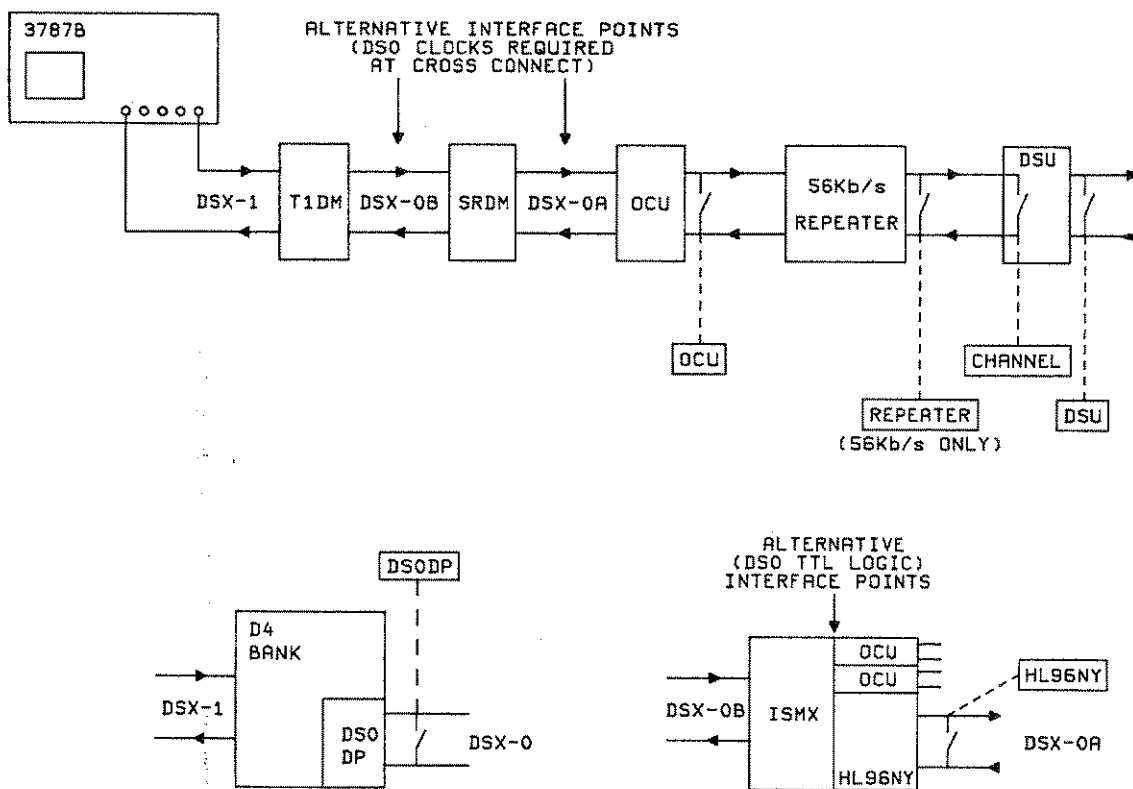 3787B
ALTERNATIVE INTERFACE POINTS
(DSO CLOCKS REQUIRED
AT CROSS CONNECT)
DSX-1
T1DM
DSX-0B
SRDM
DSX-0A
OCU
56Kb/s
REPEATER
DSU
OCU
CHANNEL
REPEATER
(56Kb/s ONLY)
DSU
DSODP
D4
BANK
DSX-1
DSO
DP
DSX-0
ALTERNATIVE
(DSO TTL LOGIC)
INTERFACE POINTS
OCU
OCU
HL96NY
DSX-0B
ISMX
DSX-0A
HL96NY